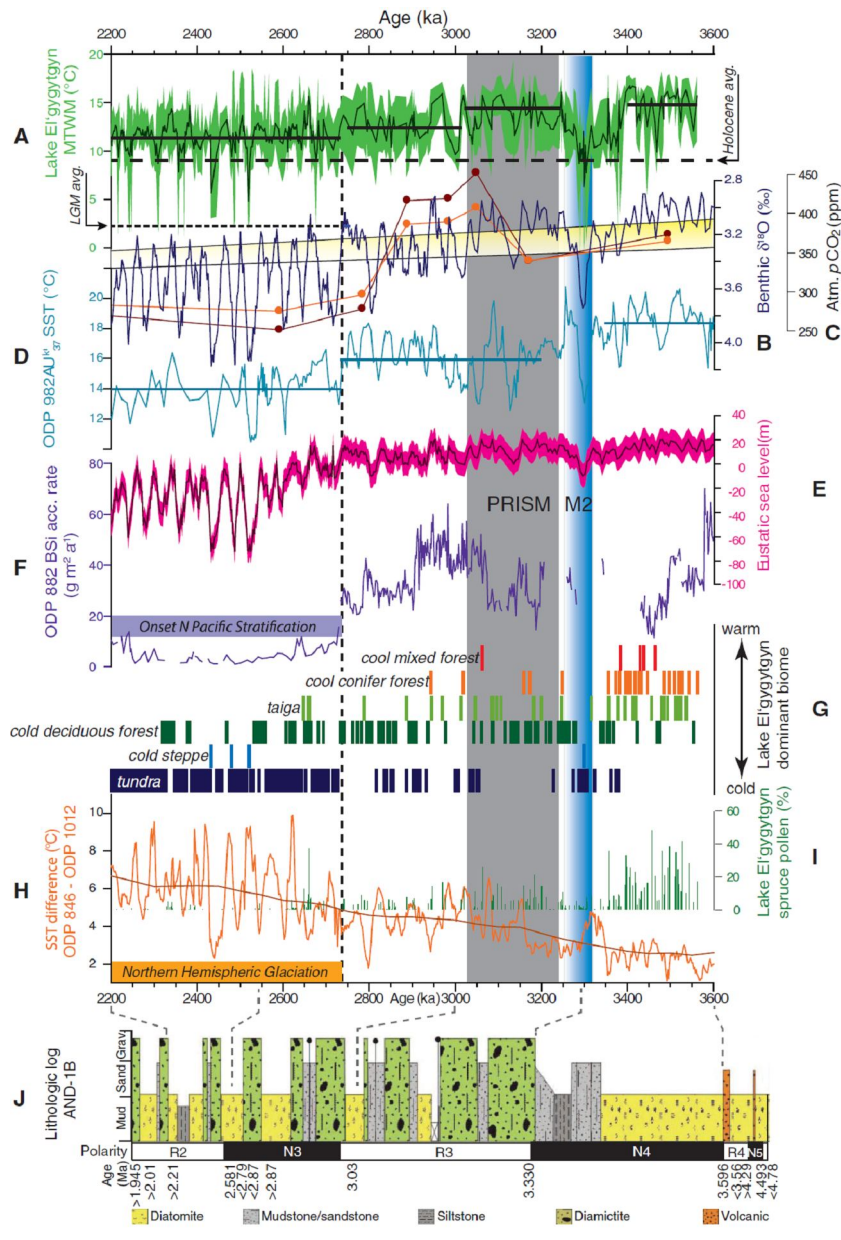 Age (ka)
2200 2400 2600 2800 3000 3200 3400 3600
A
Lake El'gygytgyn
MTWM (°C)
20
15
10
5
0
Holocene avg.
LGM avg.
2.8
3.2
3.6
4.0
Benthic δ¹⁸O (‰)
B
450
400
350
300
250
Atm. pCO₂ (ppm)
C
D
ODP 982AU SST (°C)
20
18
16
14
12
40
20
0
-20
-40
-60
-80
-100
Eustatic sea level(m)
E
PRISM M2
F
ODP 882 BSi acc. rate
(g m² a⁻¹)
80
60
40
20
0
Onset N Pacific Stratification
warm
cool mixed forest
cool conifer forest
taiga
cold deciduous forest
cold steppe
tundra
cold
Lake El'gygytgyn
dominant biome
G
H
SST difference (°C)
ODP 846 - ODP 1012
10
8
6
4
2
60
40
20
0
Lake El'gygytgyn
spruce pollen (%)
I
Northern Hemispheric Glaciation
2200 2400 2600 2800 Age (ka) 3000 3200 3400 3600
J
Lithologic log
AND-1B
Mud Sand Grav.
Polarity R2 N3 R3 N4 R4 N5
Age
(Ma)
>1.945
>2.01
>2.21
2.581
<2.79
<2.87
>2.87
3.03
3.330
3.596
<3.56
>4.29
4.493
<4.78
Diatomite Mudstone/sandstone Siltstone Diamictite Volcanic